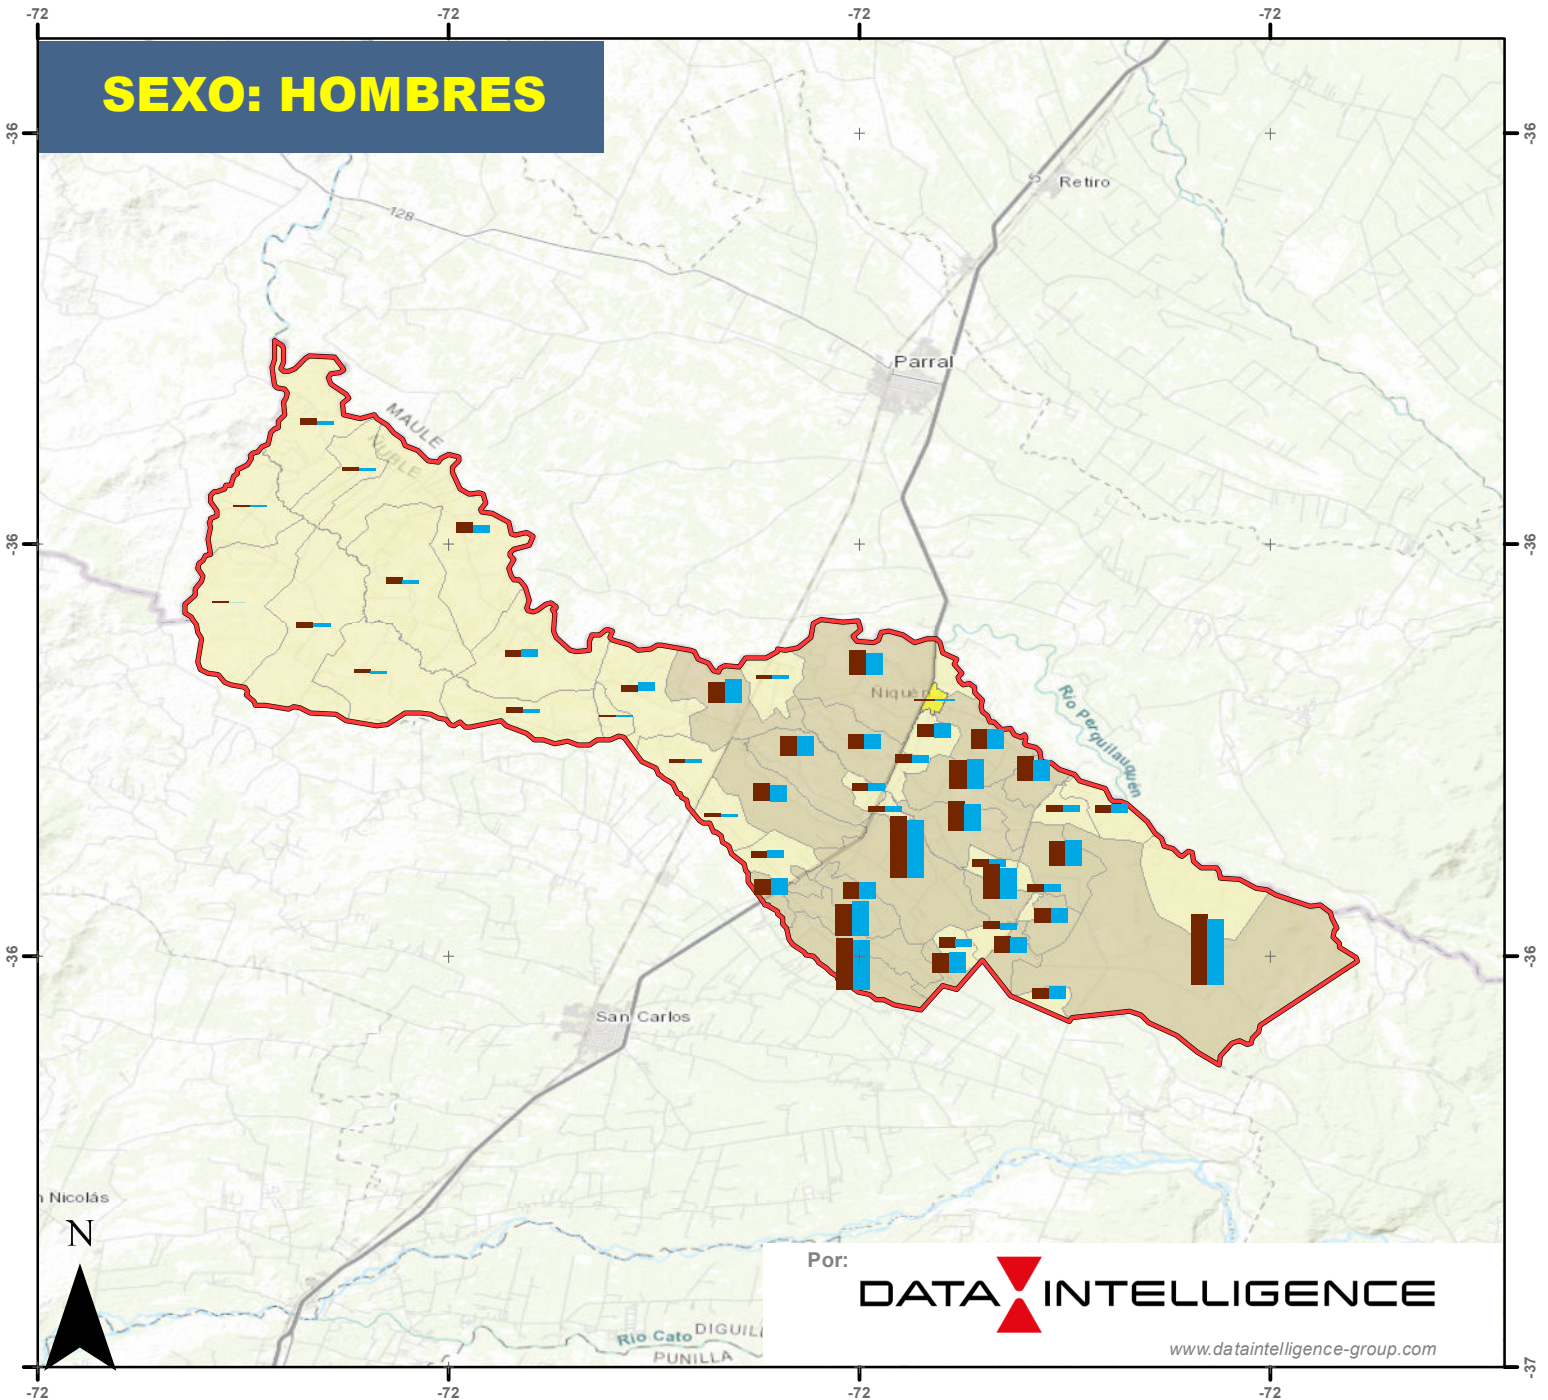 -72 -72 -72 -72
SEXO: HOMBRES
-36 -36
Retiro
5
128
Parral
MAULE
ÑUBLE
-36 -36
Ñiquén
Río Perquilauquén
-36 -36
San Carlos
n Nicolás
N
Por:
DATA INTELLIGENCE
www.dataintelligence-group.com
Río Cato
DIGUIL
PUNILLA
-37
-72 -72 -72 -72